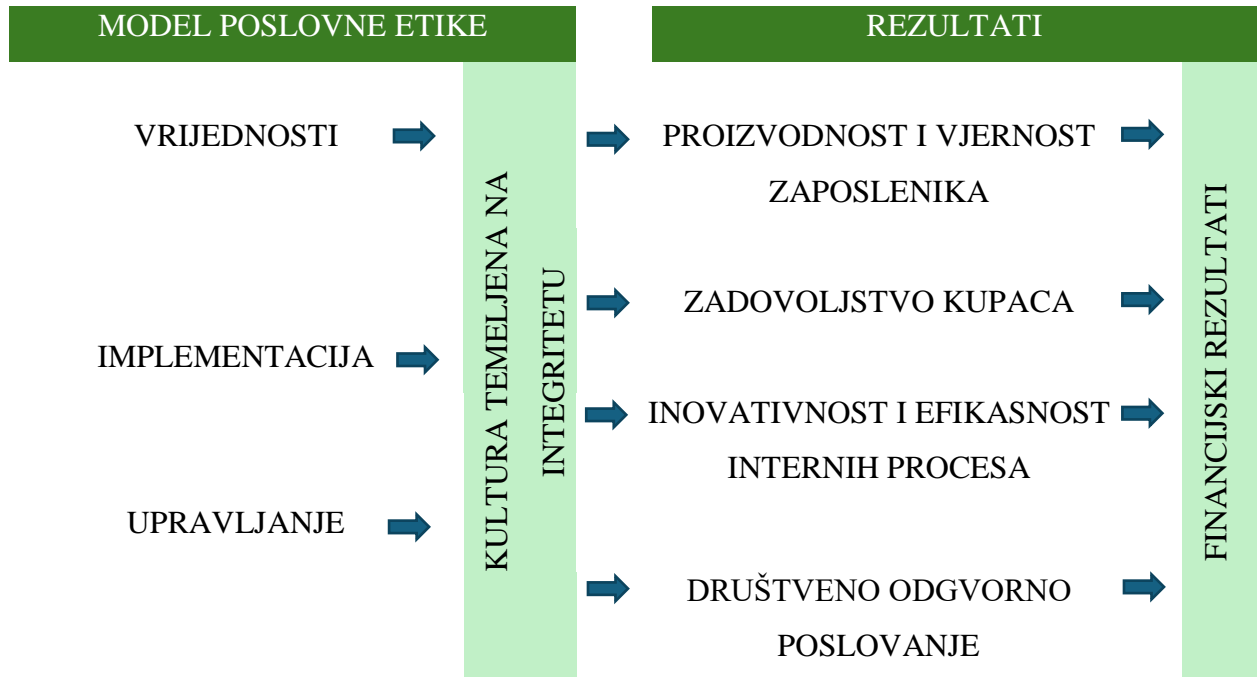 MODEL POSLOVNE ETIKE
REZULTATI
VRIJEDNOSTI
IMPLEMENTACIJA
UPRAVLJANJE
KULTURA TEMELJENA NA
INTEGRITETU
PROIZVODNOST I VJERNOST
ZAPOSLENIKA
ZADOVOLJSTVO KUPACA
INOVATIVNOST I EFIKASNOST
INTERNIH PROCESA
DRUŠTVENO ODGVORNO
POSLOVANJE
FINANCIJSKI REZULTATI